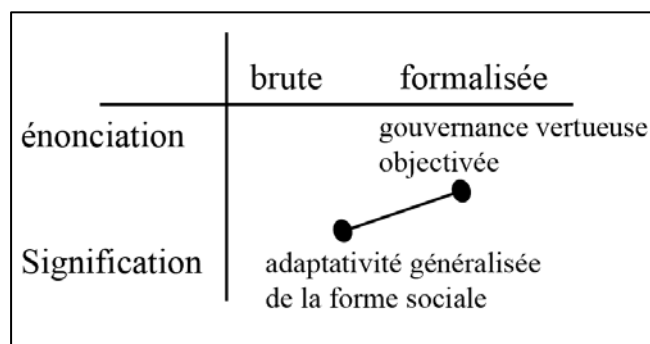 brute formalisée
énonciation
gouvernance vertueuse
objectivée
Signification
adaptativité généralisée
de la forme sociale